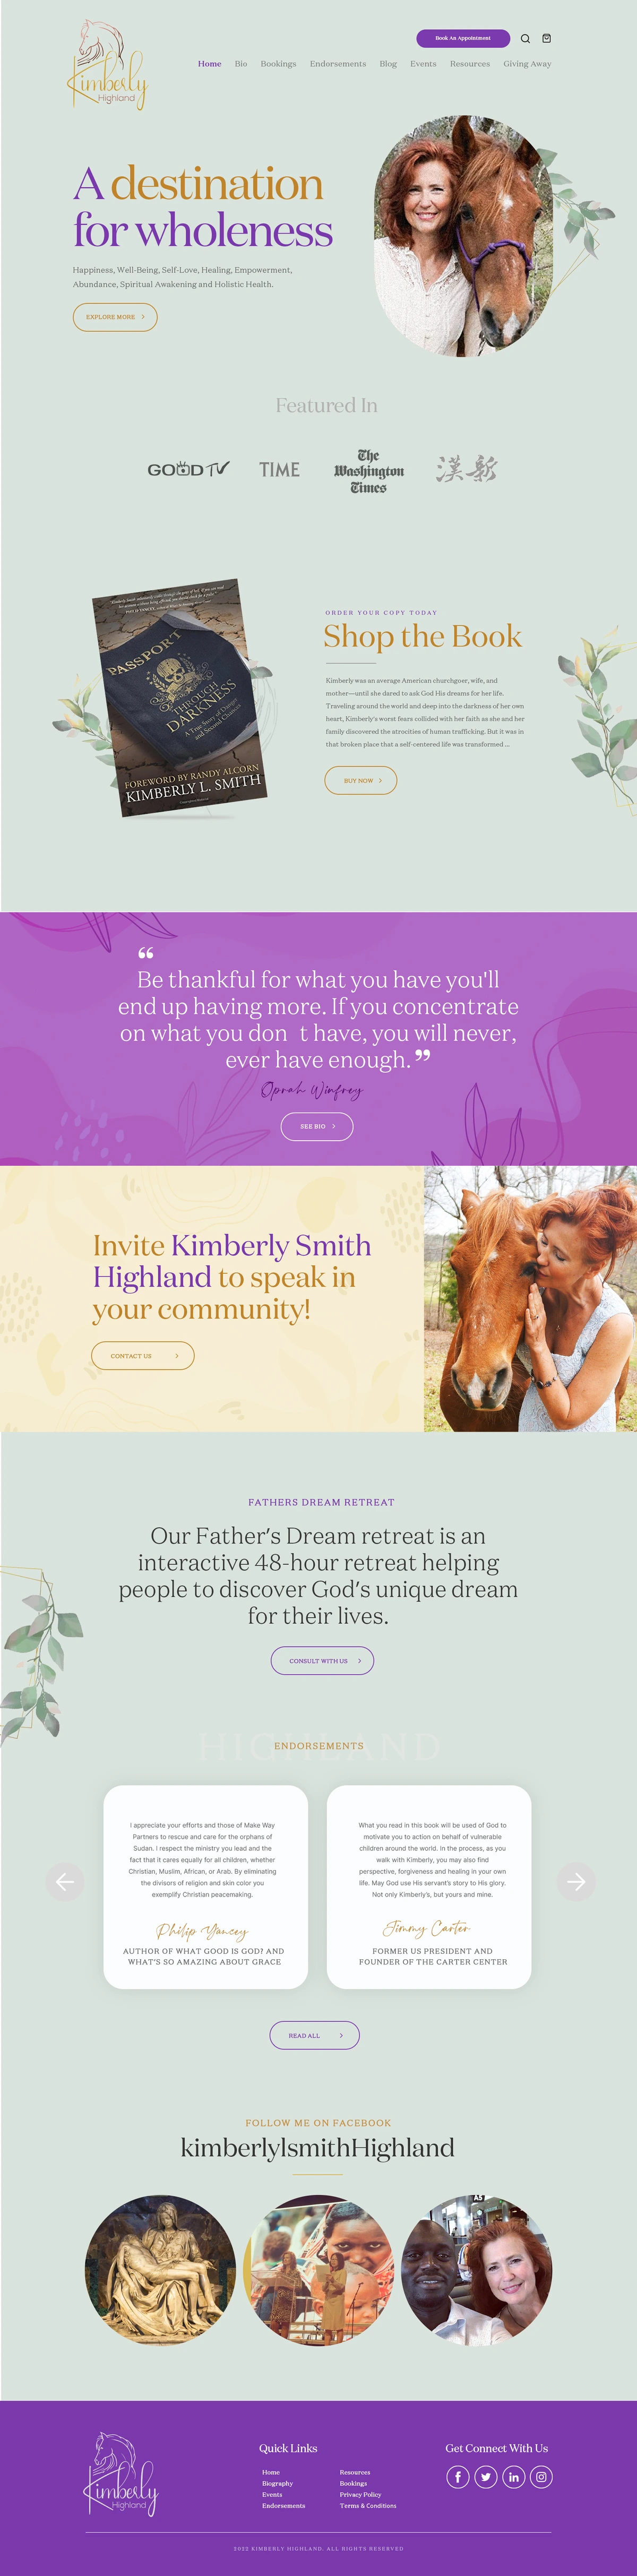 Kimberly
Highland
Book An Appointment
Home Bio Bookings Endorsements Blog Events Resources Giving Away
A destination
for wholeness
Happiness, Well-Being, Self-Love, Healing, Empowerment,
Abundance, Spiritual Awakening and Holistic Health.
EXPLORE MORE
Featured In
GOOD TV
TIME
The
Washington
Times
漢新
PASSPORT
THROUGH
DARKNESS
A True Story of Danger
and Second Chances
FOREWORD BY RANDY ALCORN
KIMBERLY L. SMITH
ORDER YOUR COPY TODAY
Shop the Book
Kimberly was an average American churchgoer, wife, and
mother—until she dared to ask God His dreams for her life.
Traveling around the world and deep into the darkness of her own
heart, Kimberly's worst fears collided with her faith as she and her
family discovered the atrocities of human trafficking. But it was in
that broken place that a self-centered life was transformed ...
BUY NOW
“
Be thankful for what you have you'll
end up having more. If you concentrate
on what you don t have, you will never,
ever have enough. ”
Oprah Winfrey
SEE BIO
Invite Kimberly Smith
Highland to speak in
your community!
CONTACT US
FATHERS DREAM RETREAT
Our Father's Dream retreat is an
interactive 48-hour retreat helping
people to discover God's unique dream
for their lives.
CONSULT WITH US
HIGHLAND
ENDORSEMENTS
I appreciate your efforts and those of Make Way
Partners to rescue and care for the orphans of
Sudan. I respect the ministry you lead and the
fact that it cares equally for all children, whether
Christian, Muslim, African, or Arab. By eliminating
the divisors of religion and skin color you
exemplify Christian peacemaking.
Philip Yancey
AUTHOR OF WHAT GOOD IS GOD? AND
WHAT'S SO AMAZING ABOUT GRACE
What you read in this book will be used of God to
motivate you to action on behalf of vulnerable
children around the world. In the process, as you
walk with Kimberly, you may also find
perspective, forgiveness and healing in your own
life. May God use His servant's story to His glory.
Not only Kimberly's, but yours and mine.
Jimmy Carter
FORMER US PRESIDENT AND
FOUNDER OF THE CARTER CENTER
READ ALL
FOLLOW ME ON FACEBOOK
kimberlylsmithHighland
Kimberly
Highland
Quick Links
Home
Biography
Events
Endorsements
Resources
Bookings
Privacy Policy
Terms & Conditions
Get Connect With Us
2022 KIMBERLY HIGHLAND. ALL RIGHTS RESERVED